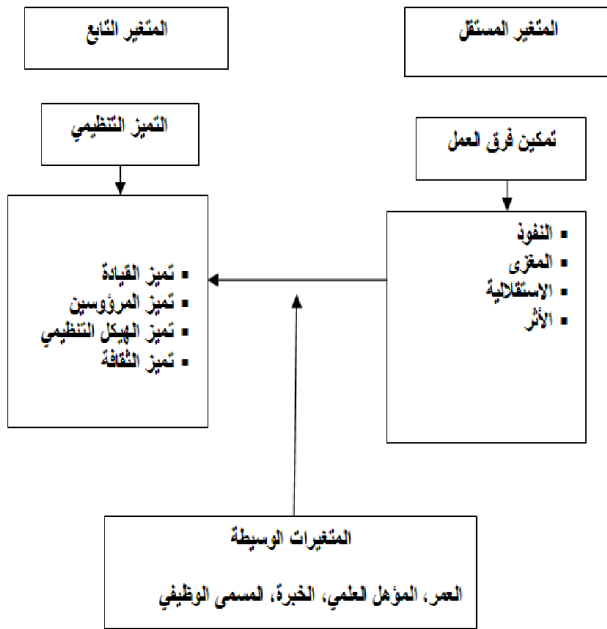 المتغير المستقل
المتغير التابع
تمكين فرق العمل
التميز التنظيمي
▪ النفوذ
▪ المغزى
▪ الاستقلالية
▪ الأثر
▪ تميز القيادة
▪ تميز المرؤوسين
▪ تميز الهيكل التنظيمي
▪ تميز الثقافة
المتغيرات الوسيطة
العمر، المؤهل العلمي، الخبرة، المسمى الوظيفي